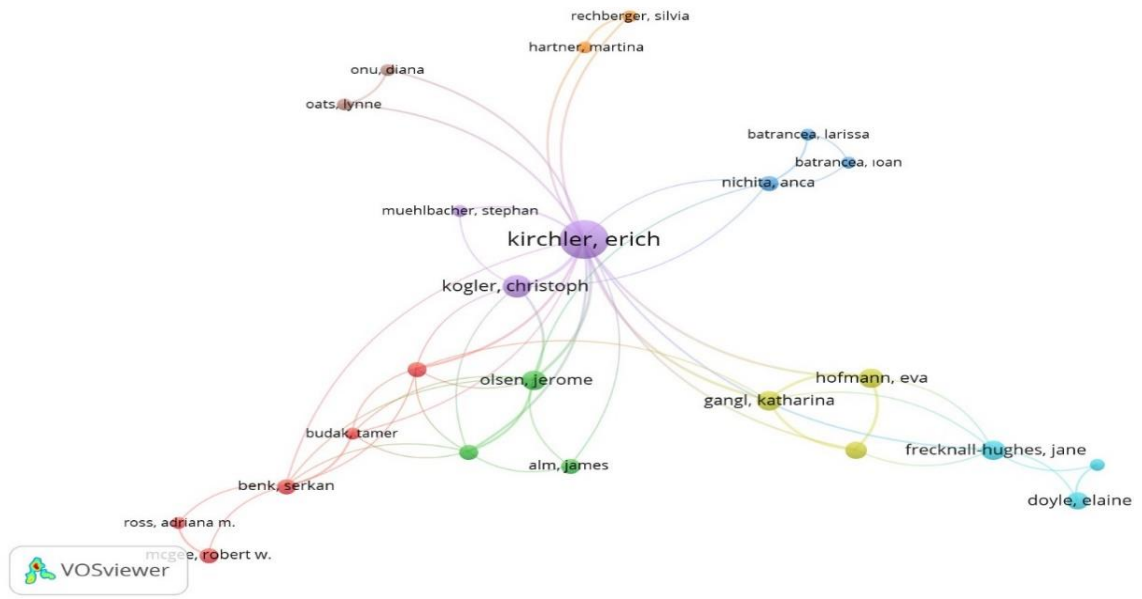 rechberger, silvia
hartner, martina
onu, diana
oats, lynne
batrancea, larissa
batrancea, ioan
nichita, anca
muehlbacher, stephan
kirchler, erich
kogler, christoph
olsen, jerome
hofmann, eva
gangl, katharina
budak, tamer
frecknall-hughes, jane
alm, james
benk, serkan
doyle, elaine
ross, adriana m.
mcgee, robert w.
VOSviewer